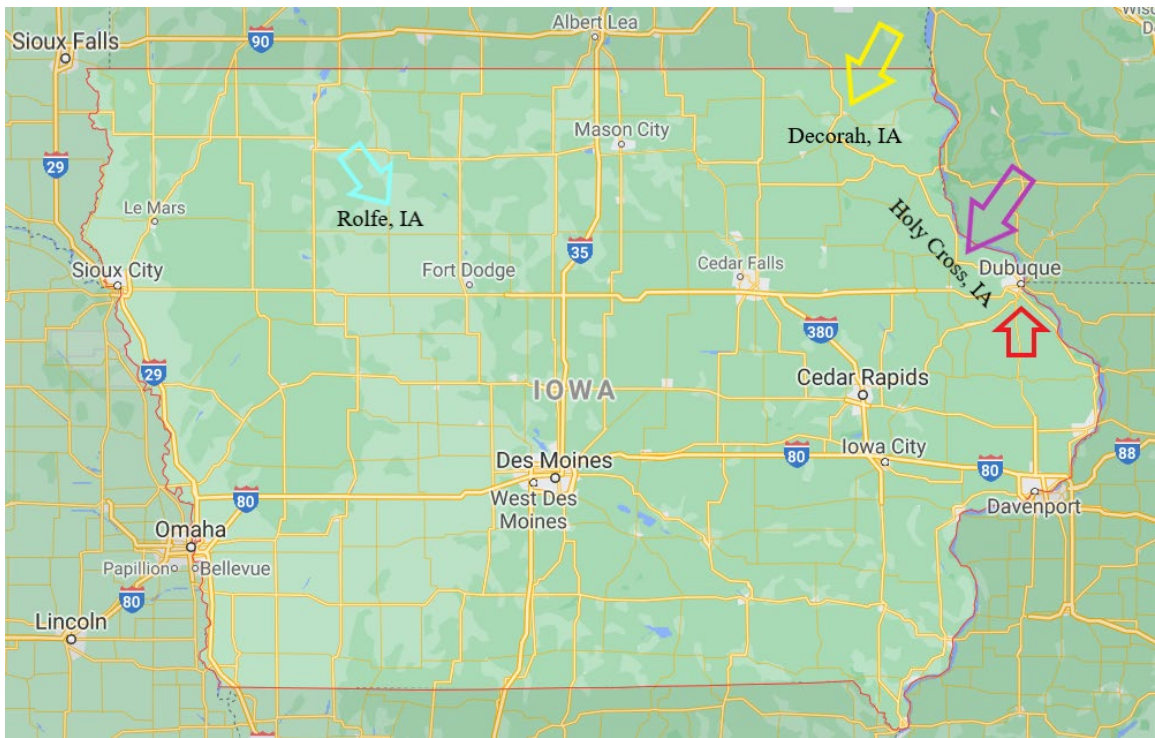 Albert Lea
Wisc
D
Sioux Falls
90
Mason City
Decorah, IA
29
Le Mars
Rolfe, IA
Holy Cross, IA
35
Sioux City
Fort Dodge
Cedar Falls
Dubuque
380
29
IOWA
Cedar Rapids
Iowa City
88
80
80
Des Moines
West Des
Moines
80
Davenport
Omaha
Papillion
Bellevue
80
Lincoln
29